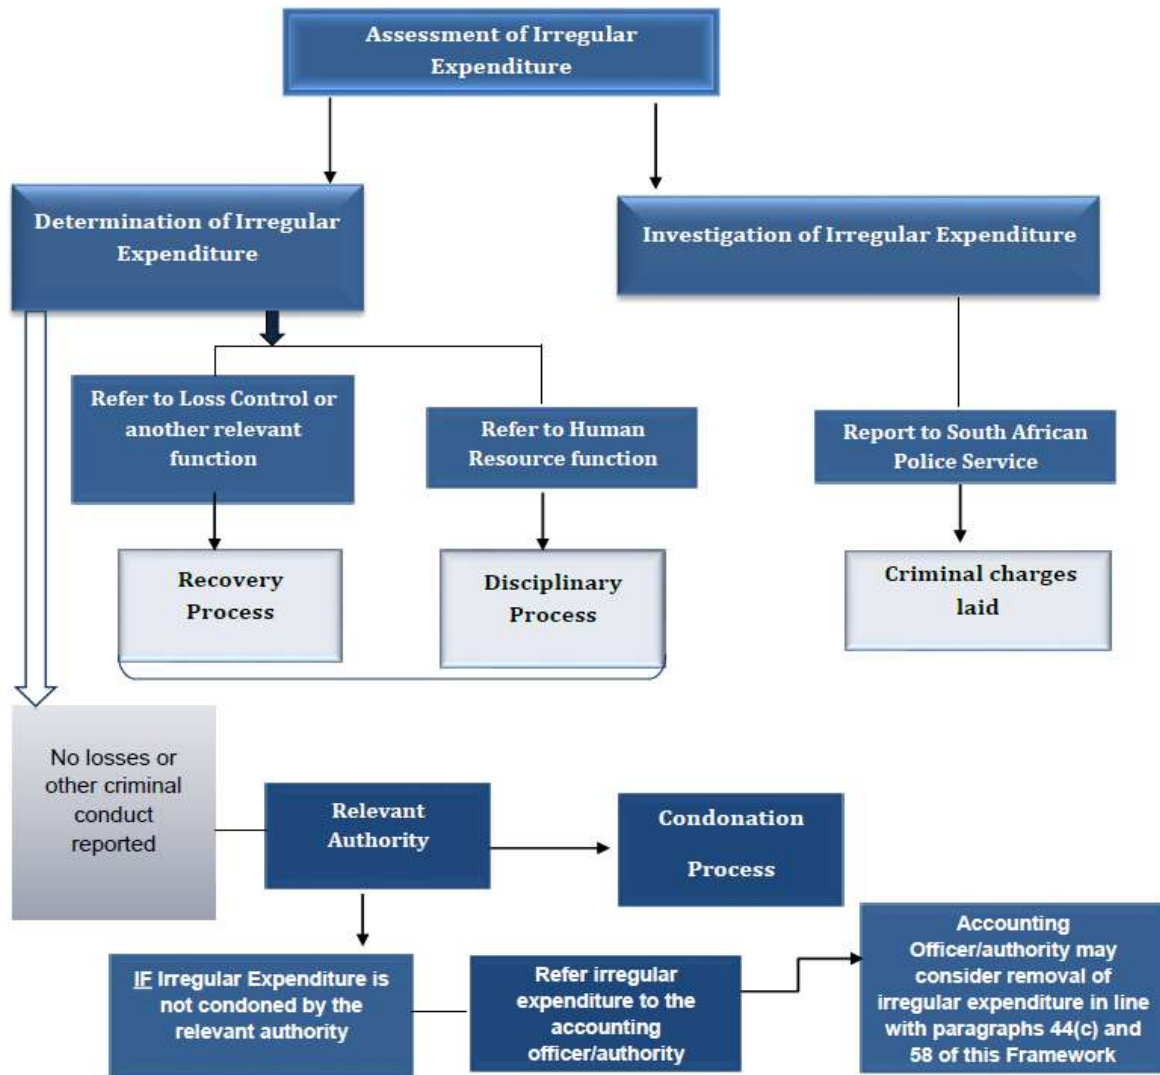 Assessment of Irregular
Expenditure
Determination of Irregular
Expenditure
Investigation of Irregular Expenditure
Refer to Loss Control or
another relevant
function
Refer to Human
Resource function
Report to South African
Police Service
Recovery
Process
Disciplinary
Process
Criminal charges
laid
No losses or
other criminal
conduct
reported
Relevant
Authority
Condonation
Process
IF Irregular Expenditure is
not condoned by the
relevant authority
Refer irregular
expenditure to the
accounting
officer/authority
Accounting
Officer/authority may
consider removal of
irregular expenditure in line
with paragraphs 44(c) and
58 of this Framework